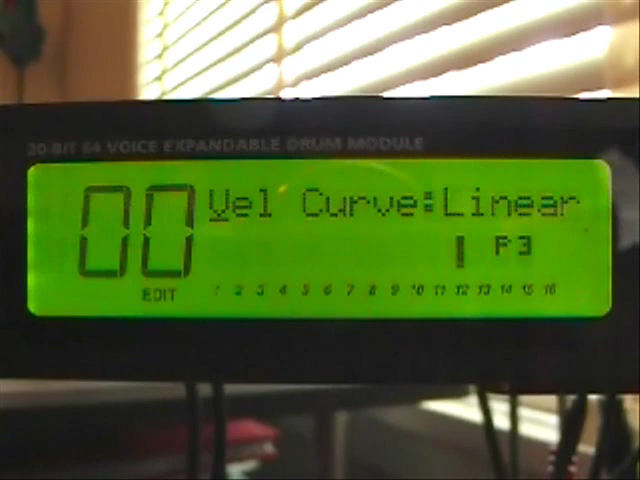 20-BIT 64 VOICE EXPANDABLE DRUM MODULE
00 Vel Curve:Linear
P3
EDIT 1 2 3 4 5 6 7 8 9 10 11 12 13 14 15 16